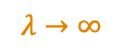 λ → ∞